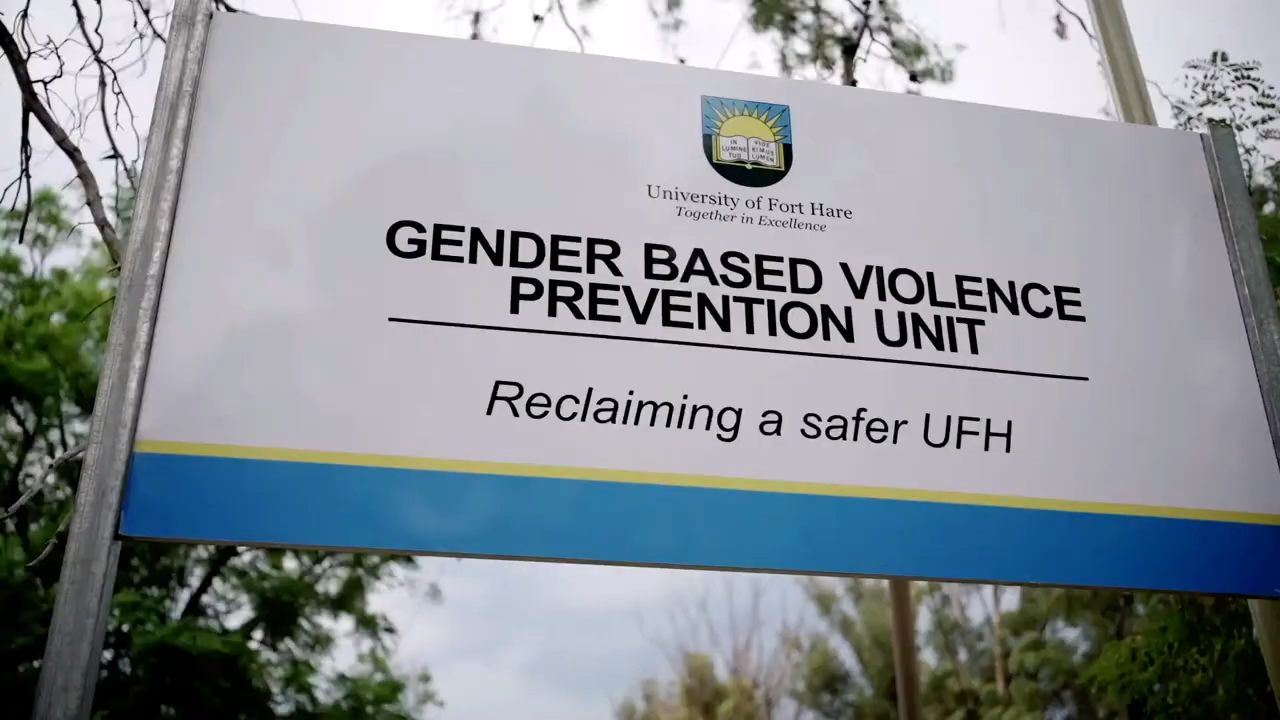 IN LUMINE TUO
VIDE BIMUS LUMEN
University of Fort Hare
Together in Excellence
GENDER BASED VIOLENCE
PREVENTION UNIT
Reclaiming a safer UFH